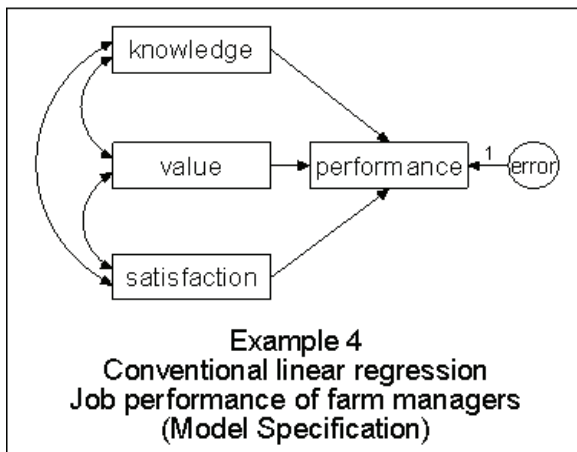 knowledge
value
performance
1
error
satisfaction
Example 4
Conventional linear regression
Job performance of farm managers
(Model Specification)